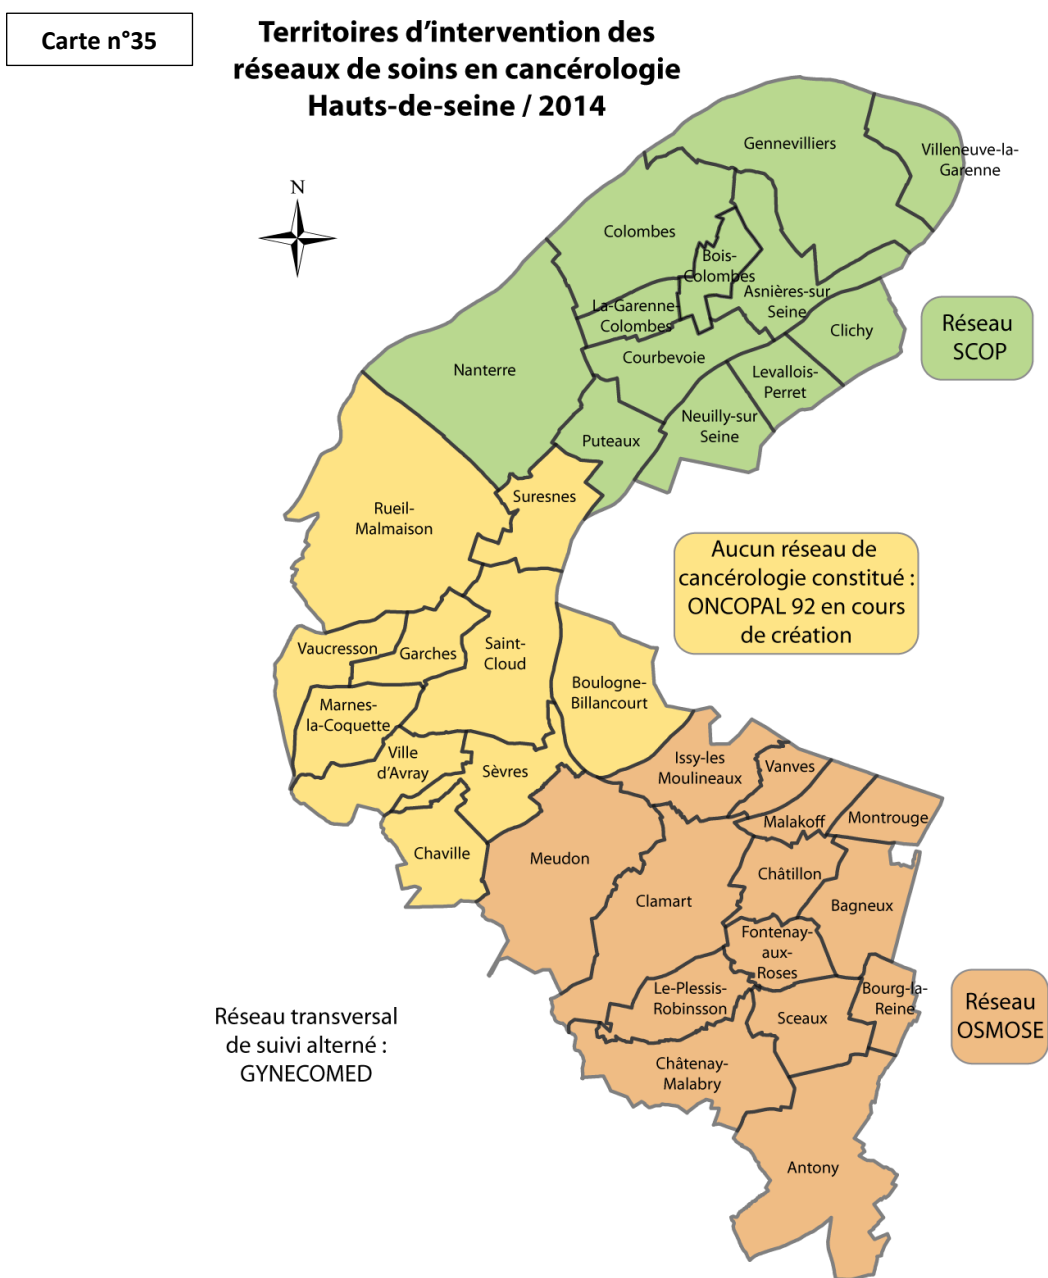 Carte n°35
Territoires d’intervention des
réseaux de soins en cancérologie
Hauts-de-seine / 2014
N
Gennevilliers
Villeneuve-la-
Garenne
Colombes
Bois-
Colombes
Asnières-sur
Seine
La-Garenne-
Colombes
Clichy
Réseau
SCOP
Courbevoie
Nanterre
Levallois-
Perret
Neuilly-sur
Seine
Puteaux
Suresnes
Rueil-
Malmaison
Aucun réseau de
cancérologie constitué :
ONCOPAL 92 en cours
de création
Vaucresson
Garches
Saint-
Cloud
Boulogne-
Billancourt
Marnes-
la-Coquette
Ville
d’Avray
Sèvres
Issy-les
Moulineaux
Vanves
Malakoff
Montrouge
Chaville
Meudon
Châtillon
Clamart
Bagneux
Fontenay-
aux-
Roses
Le-Plessis-
Robinsson
Bourg-la-
Reine
Sceaux
Réseau
OSMOSE
Réseau transversal
de suivi alterné :
GYNECOMED
Châtenay-
Malabry
Antony